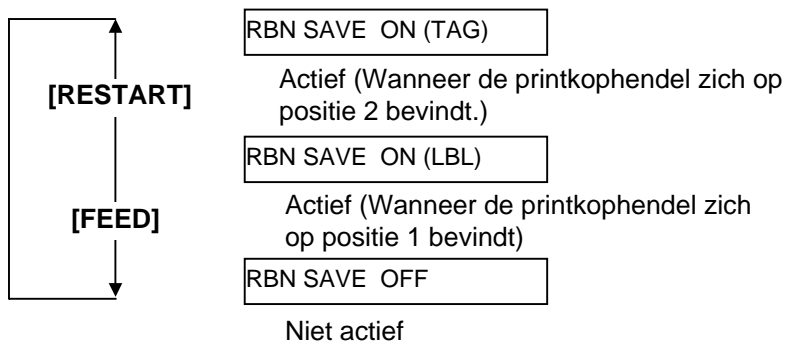 RBN SAVE ON (TAG)
Actief (Wanneer de printkophendel zich op
positie 2 bevindt.)
[RESTART]
RBN SAVE ON (LBL)
Actief (Wanneer de printkophendel zich
op positie 1 bevindt)
[FEED]
RBN SAVE OFF
Niet actief